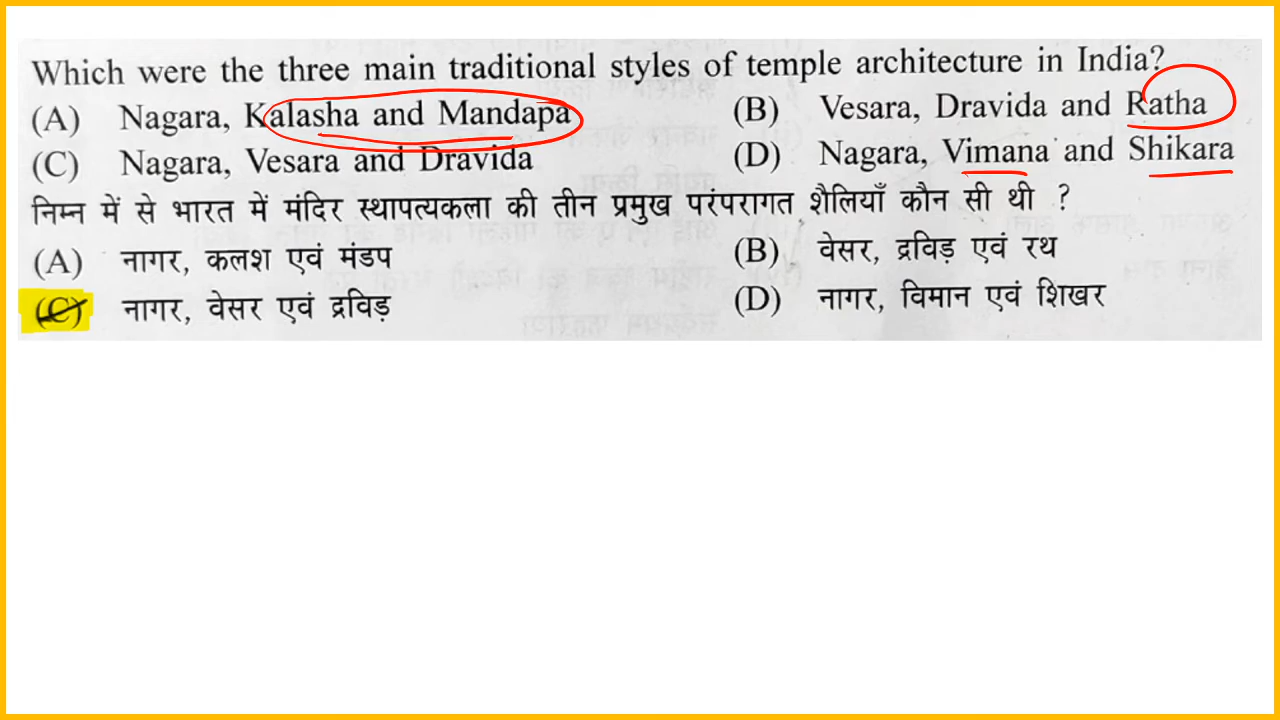 Which were the three main traditional styles of temple architecture in India?
(A) Nagara, Kalasha and Mandapa (B) Vesara, Dravida and Ratha
(C) Nagara, Vesara and Dravida (D) Nagara, Vimana and Shikara
निम्न में से भारत में मंदिर स्थापत्यकला की तीन प्रमुख परंपरागत शैलियाँ कौन सी थी ?
(A) नागर, कलश एवं मंडप (B) वेसर, द्रविड़ एवं रथ
(C) नागर, वेसर एवं द्रविड़ (D) नागर, विमान एवं शिखर